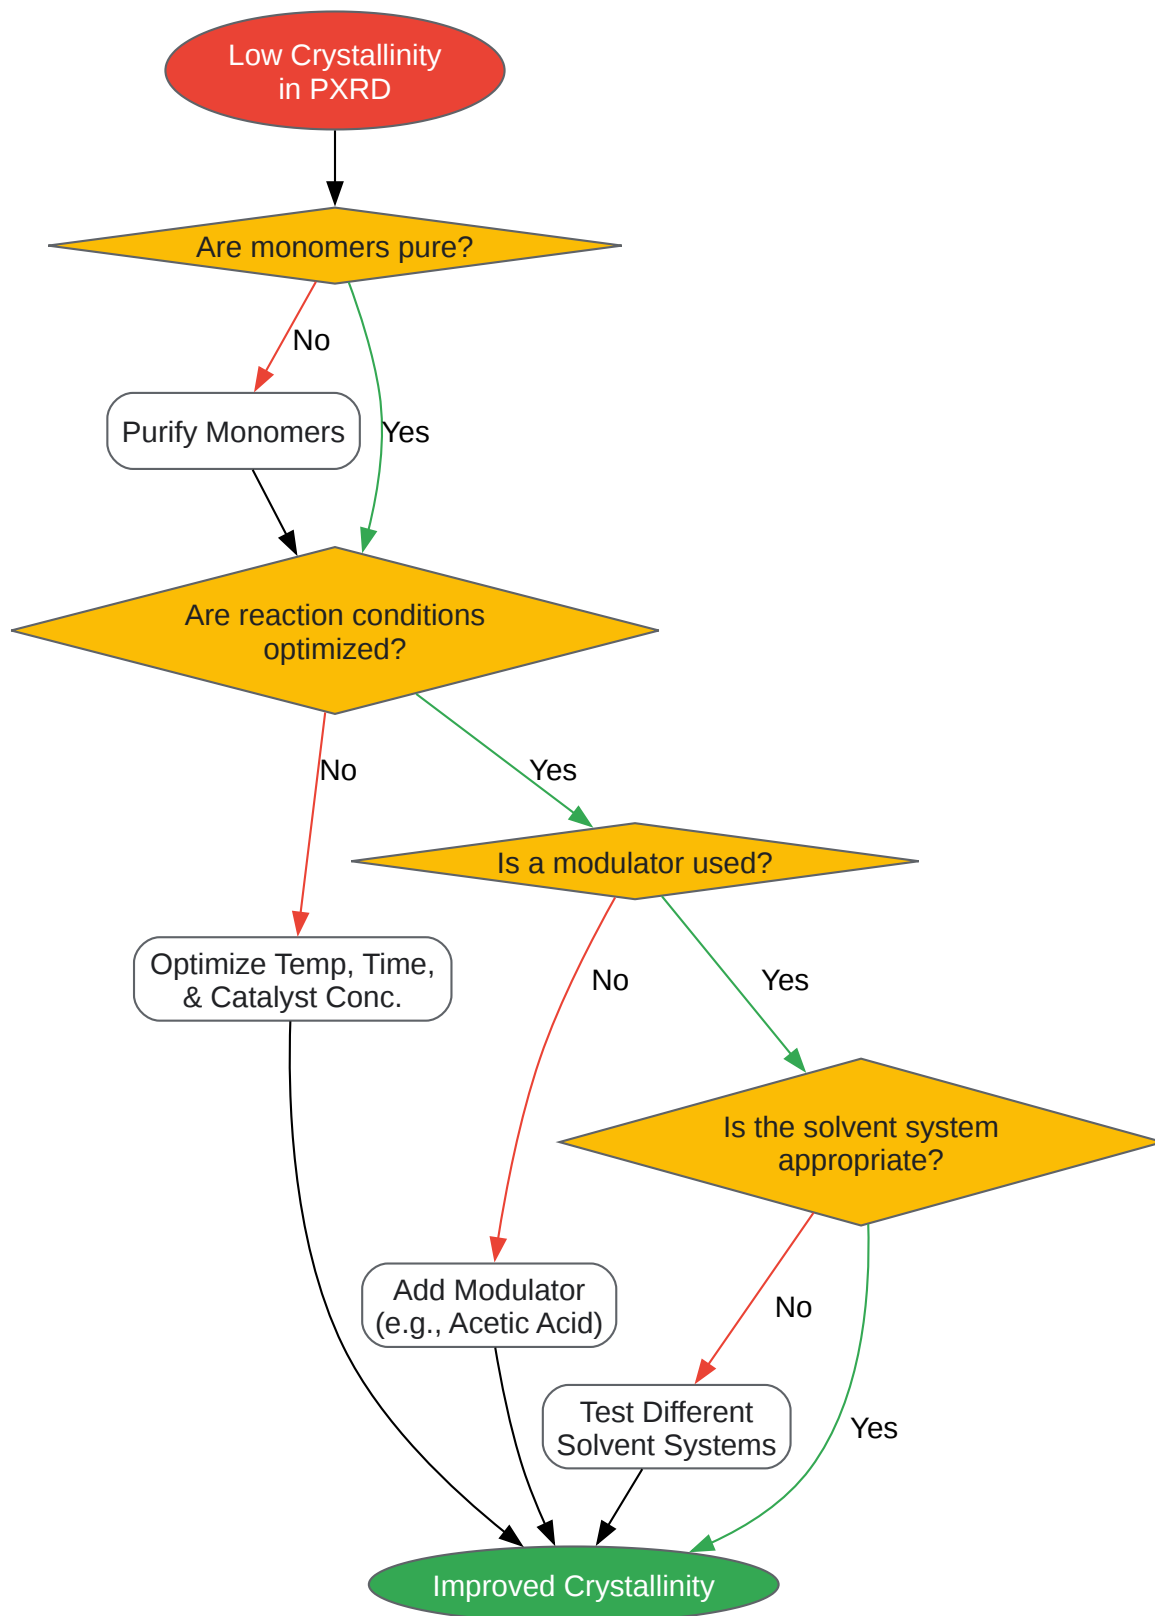 Low Crystallinity
in PXRD
Are monomers pure?
No
Purify Monomers
Yes
Are reaction conditions
optimized?
No
Yes
Is a modulator used?
Optimize Temp, Time,
& Catalyst Conc.
No
Yes
Is the solvent system
appropriate?
Add Modulator
(e.g., Acetic Acid)
No
Test Different
Solvent Systems
Yes
Improved Crystallinity